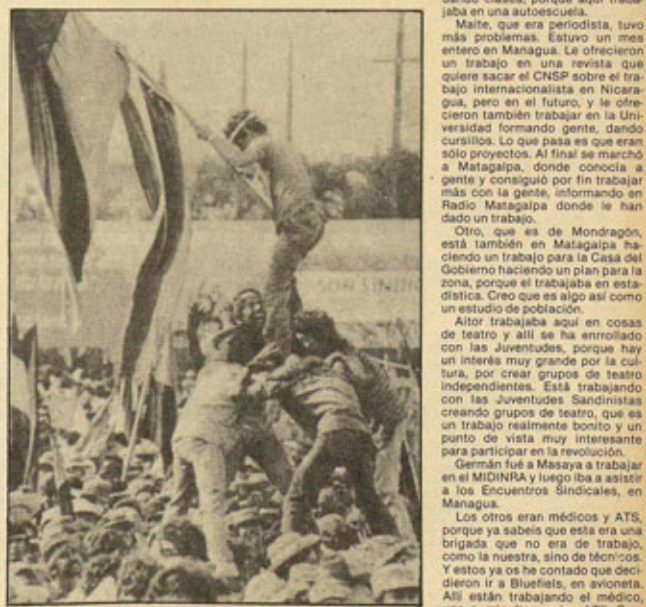 SON SINDIC
dando clases, porque aquí traba-
jaba en una autoescuela.
Maite, que era periodista, tuvo
más problemas. Estuvo un mes
entero en Managua. Le ofrecieron
un trabajo en una revista que
quiere sacar el CNSP sobre el tra-
bajo internacionalista en Nicara-
gua, pero en el futuro, y le ofre-
cieron también trabajar en la Uni-
versidad formando gente, dando
cursillos. Lo que pasa es que eran
sólo proyectos. Al final se marchó
a Matagalpa, donde conocía a
gente y consiguió por fin trabajar
más con la gente, informando en
Radio Matagalpa donde le han
dado un trabajo.
Otro, que es de Mondragón,
está también en Matagalpa ha-
ciendo un trabajo para la Casa del
Gobierno haciendo un plan para la
zona, porque el trabajaba en esta-
dística. Creo que es algo así como
un estudio de población.
Aitor trabajaba aquí en cosas
de teatro y allí se ha enrrollado
con las Juventudes, porque hay
un interés muy grande por la cul-
tura, por crear grupos de teatro
independientes. Está trabajando
con las Juventudes Sandinistas
creando grupos de teatro, que es
un trabajo realmente bonito y un
punto de vista muy interesante
para participar en la revolución.
Germán fué a Masaya a trabajar
en el MIDINRA y luego iba a asistir
a los Encuentros Sindicales, en
Managua.
Los otros eran médicos y ATS,
porque ya sabeis que esta era una
brigada que no era de trabajo,
como la nuestra, sino de técnicos.
Y estos ya os he contado que deci-
dieron ir a Bluefiels, en avioneta.
Allí están trabajando el médico,